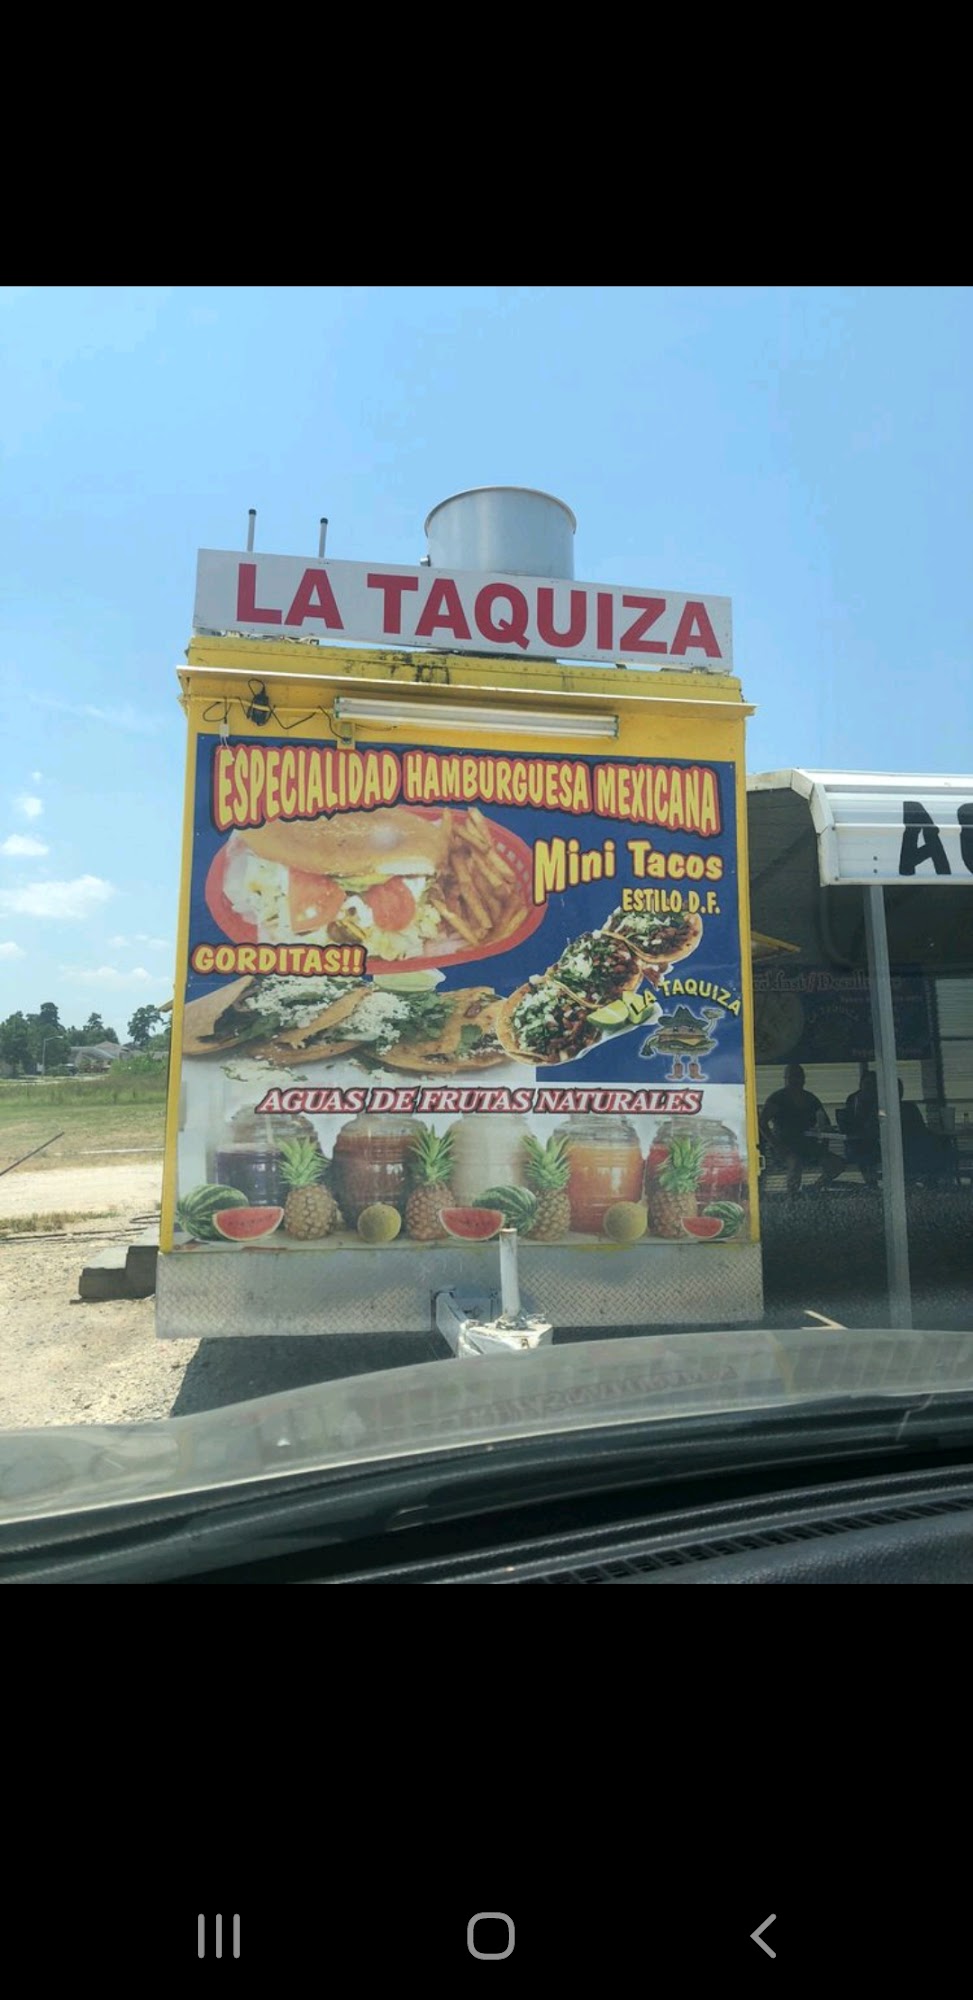 LA TAQUIZA
ESPECIALIDAD HAMBURGUESA MEXICANA
Mini Tacos
ESTILO D.F.
GORDITAS!!
LA TAQUIZA
AGUAS DE FRUTAS NATURALES